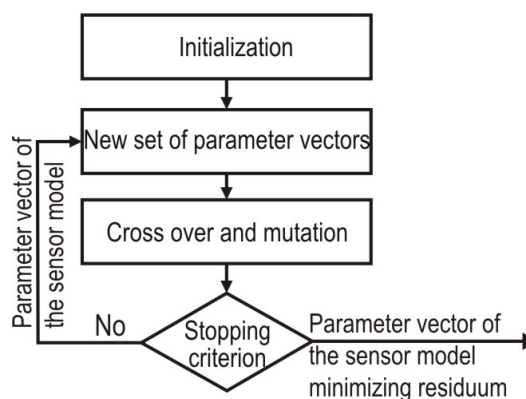 Initialization
New set of parameter vectors
Cross over and mutation
Parameter vector of
the sensor model
No
Stopping
criterion
Parameter vector of
the sensor model
minimizing residuum